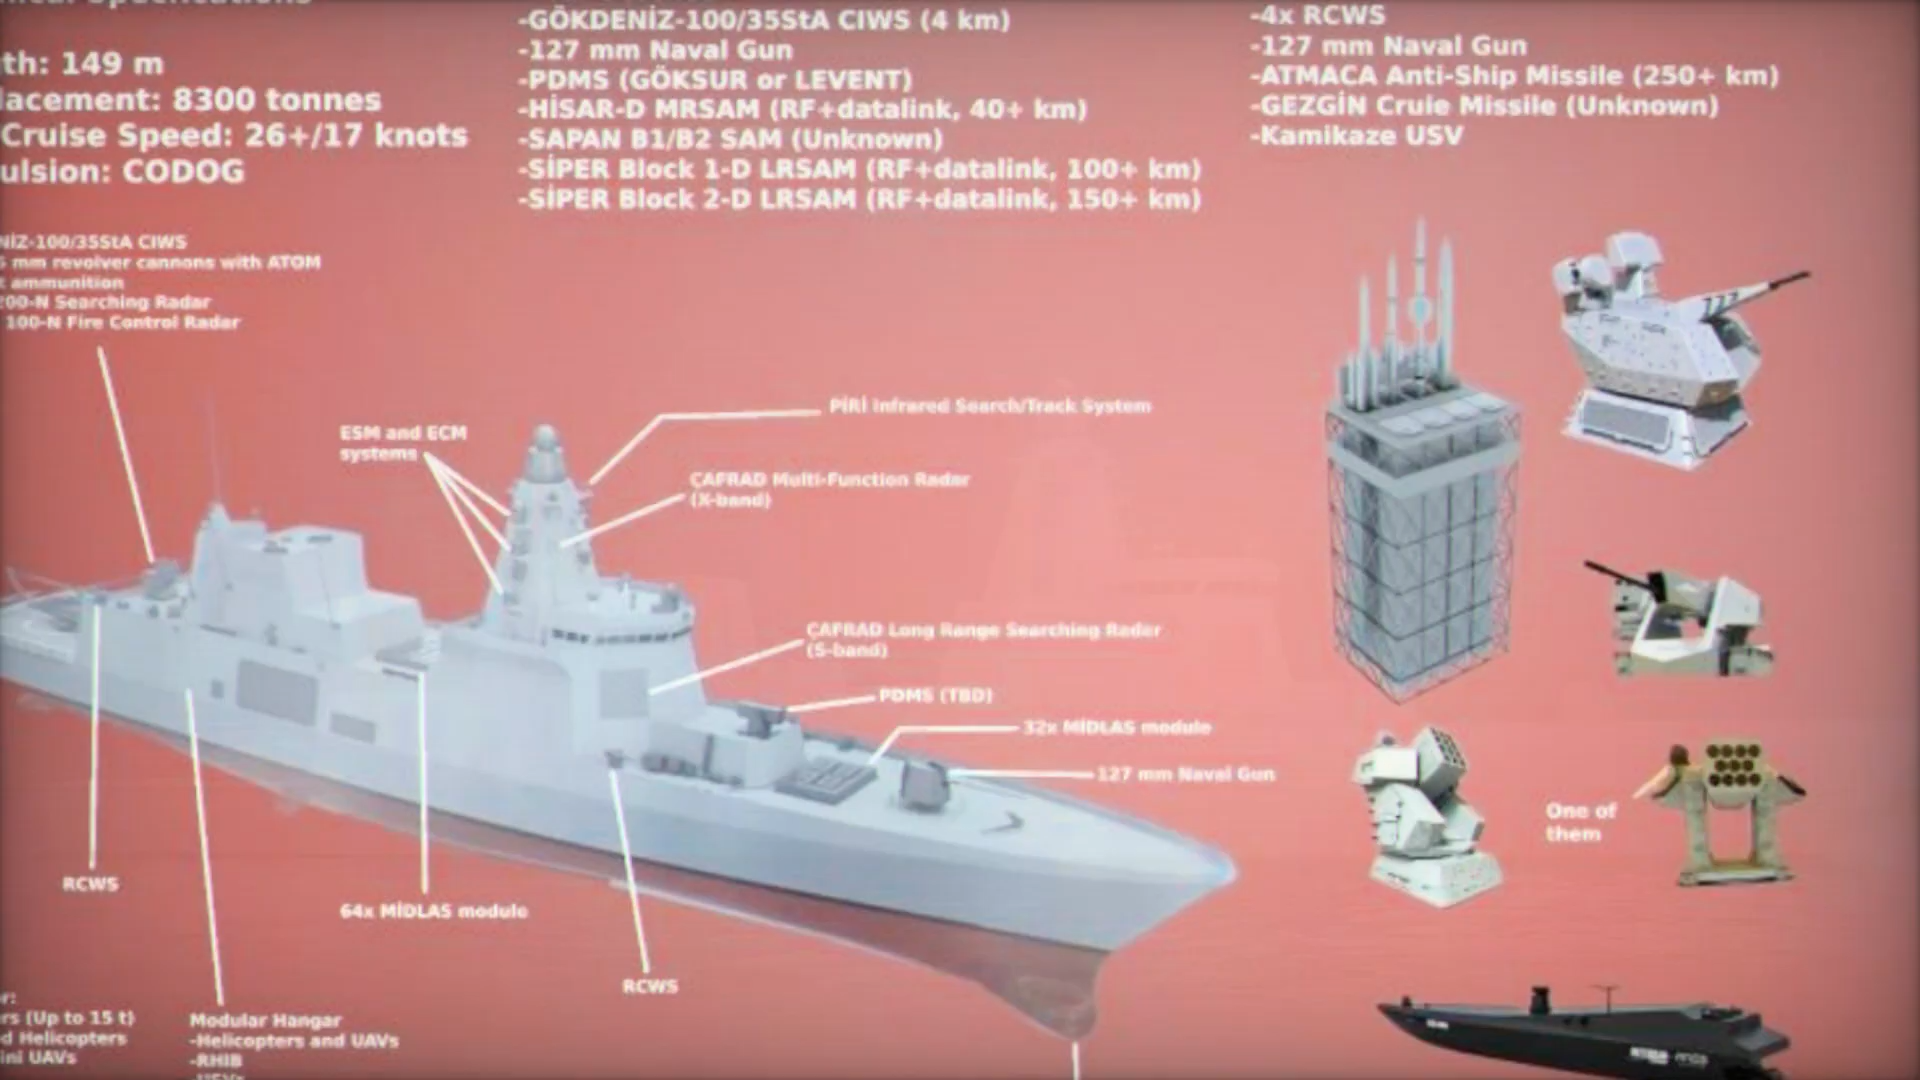 th: 149 m
lacement: 8300 tonnes
Cruise Speed: 26+/17 knots
ulsion: CODOG
-GÖKDENİZ-100/35StA CIWS (4 km)
-127 mm Naval Gun
-PDMS (GÖKSUR or LEVENT)
-HİSAR-D MRSAM (RF+datalink, 40+ km)
-SAPAN B1/B2 SAM (Unknown)
-SİPER Block 1-D LRSAM (RF+datalink, 100+ km)
-SİPER Block 2-D LRSAM (RF+datalink, 150+ km)
-4x RCWS
-127 mm Naval Gun
-ATMACA Anti-Ship Missile (250+ km)
-GEZGİN Cruie Missile (Unknown)
-Kamikaze USV
NİZ-100/35StA CIWS
5 mm revolver cannons with ATOM
t ammunition
200-N Searching Radar
100-N Fire Control Radar
ESM and ECM
systems
PİRİ Infrared Search/Track System
ÇAFRAD Multi-Function Radar
(X-band)
ÇAFRAD Long Range Searching Radar
(S-band)
PDMS (TBD)
32x MİDLAS module
127 mm Naval Gun
RCWS
64x MİDLAS module
RCWS
One of
them
r:
rs (Up to 15 t)
d Helicopters
ini UAVs
Modular Hangar
-Helicopters and UAVs
-RHIB
-USVs